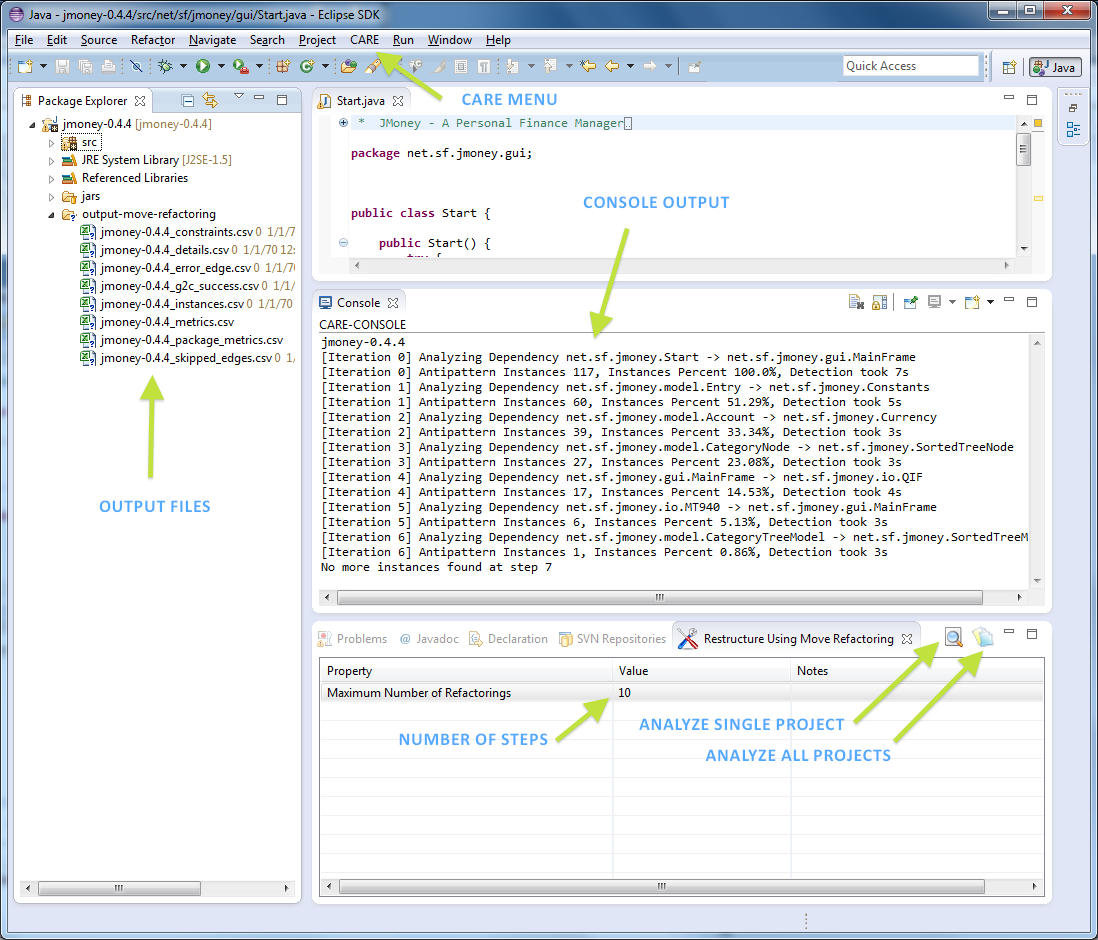 Java - jmoney-0.4.4/src/net/sf/jmoney/gui/Start.java - Eclipse SDK
File Edit Source Refactor Navigate Search Project CARE Run Window Help
Quick Access
Java
CARE MENU
Package Explorer
jmoney-0.4.4 [jmoney-0.4.4]
src
JRE System Library [J2SE-1.5]
Referenced Libraries
jars
output-move-refactoring
jmoney-0.4.4_constraints.csv 0 1/1/7
jmoney-0.4.4_details.csv 0 1/1/70 12:
jmoney-0.4.4_error_edge.csv 0 1/1/70
jmoney-0.4.4_g2c_success.csv 0 1/1/
jmoney-0.4.4_instances.csv 0 1/1/70
jmoney-0.4.4_metrics.csv
jmoney-0.4.4_package_metrics.csv
jmoney-0.4.4_skipped_edges.csv 0 1/
OUTPUT FILES
Start.java
* JMoney - A Personal Finance Manager
package net.sf.jmoney.gui;
public class Start {
public Start() {
try {
CONSOLE OUTPUT
Console
CARE-CONSOLE
jmoney-0.4.4
[Iteration 0] Analyzing Dependency net.sf.jmoney.Start -> net.sf.jmoney.gui.MainFrame
[Iteration 0] Antipattern Instances 117, Instances Percent 100.0%, Detection took 7s
[Iteration 1] Analyzing Dependency net.sf.jmoney.model.Entry -> net.sf.jmoney.Constants
[Iteration 1] Antipattern Instances 60, Instances Percent 51.29%, Detection took 5s
[Iteration 2] Analyzing Dependency net.sf.jmoney.model.Account -> net.sf.jmoney.Currency
[Iteration 2] Antipattern Instances 39, Instances Percent 33.34%, Detection took 3s
[Iteration 3] Analyzing Dependency net.sf.jmoney.model.CategoryNode -> net.sf.jmoney.SortedTreeNode
[Iteration 3] Antipattern Instances 27, Instances Percent 23.08%, Detection took 3s
[Iteration 4] Analyzing Dependency net.sf.jmoney.gui.MainFrame -> net.sf.jmoney.io.QIF
[Iteration 4] Antipattern Instances 17, Instances Percent 14.53%, Detection took 4s
[Iteration 5] Analyzing Dependency net.sf.jmoney.io.MT940 -> net.sf.jmoney.gui.MainFrame
[Iteration 5] Antipattern Instances 6, Instances Percent 5.13%, Detection took 3s
[Iteration 6] Analyzing Dependency net.sf.jmoney.model.CategoryTreeModel -> net.sf.jmoney.SortedTreeM
[Iteration 6] Antipattern Instances 1, Instances Percent 0.86%, Detection took 3s
No more instances found at step 7
Problems @ Javadoc Declaration SVN Repositories Restructure Using Move Refactoring
Property Value Notes
Maximum Number of Refactorings 10
NUMBER OF STEPS
ANALYZE SINGLE PROJECT
ANALYZE ALL PROJECTS